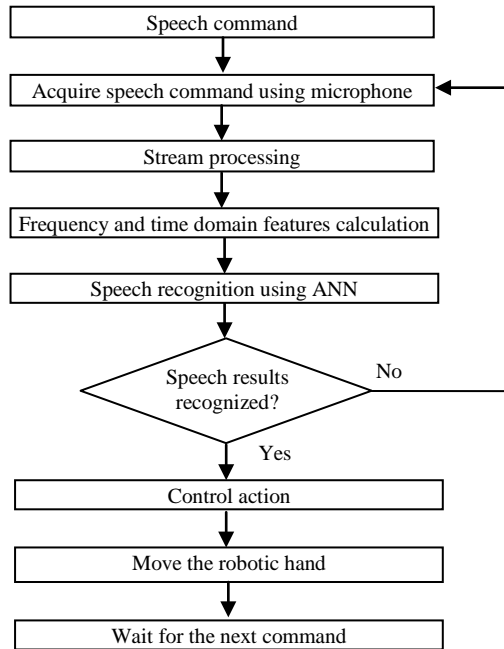 Speech command
Acquire speech command using microphone
Stream processing
Frequency and time domain features calculation
Speech recognition using ANN
Speech results
recognized?
No
Yes
Control action
Move the robotic hand
Wait for the next command